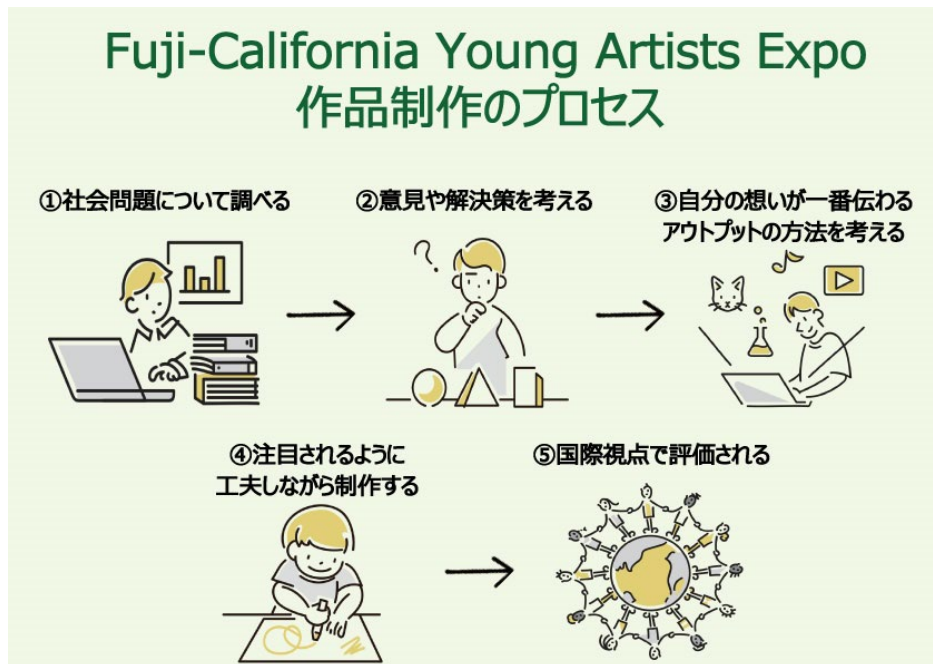 Fuji-California Young Artists Expo
作品制作のプロセス
①社会問題について調べる
②意見や解決策を考える
③自分の想いが一番伝わる
アウトプットの方法を考える
?
④注目されるように
工夫しながら制作する
⑤国際視点で評価される